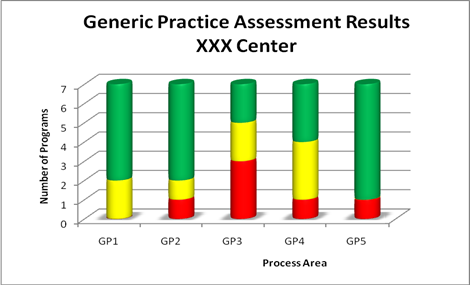 Generic Practice Assessment Results
XXX Center
Number of Programs
7
6
5
4
3
2
1
0
GP1 GP2 GP3 GP4 GP5
Process Area